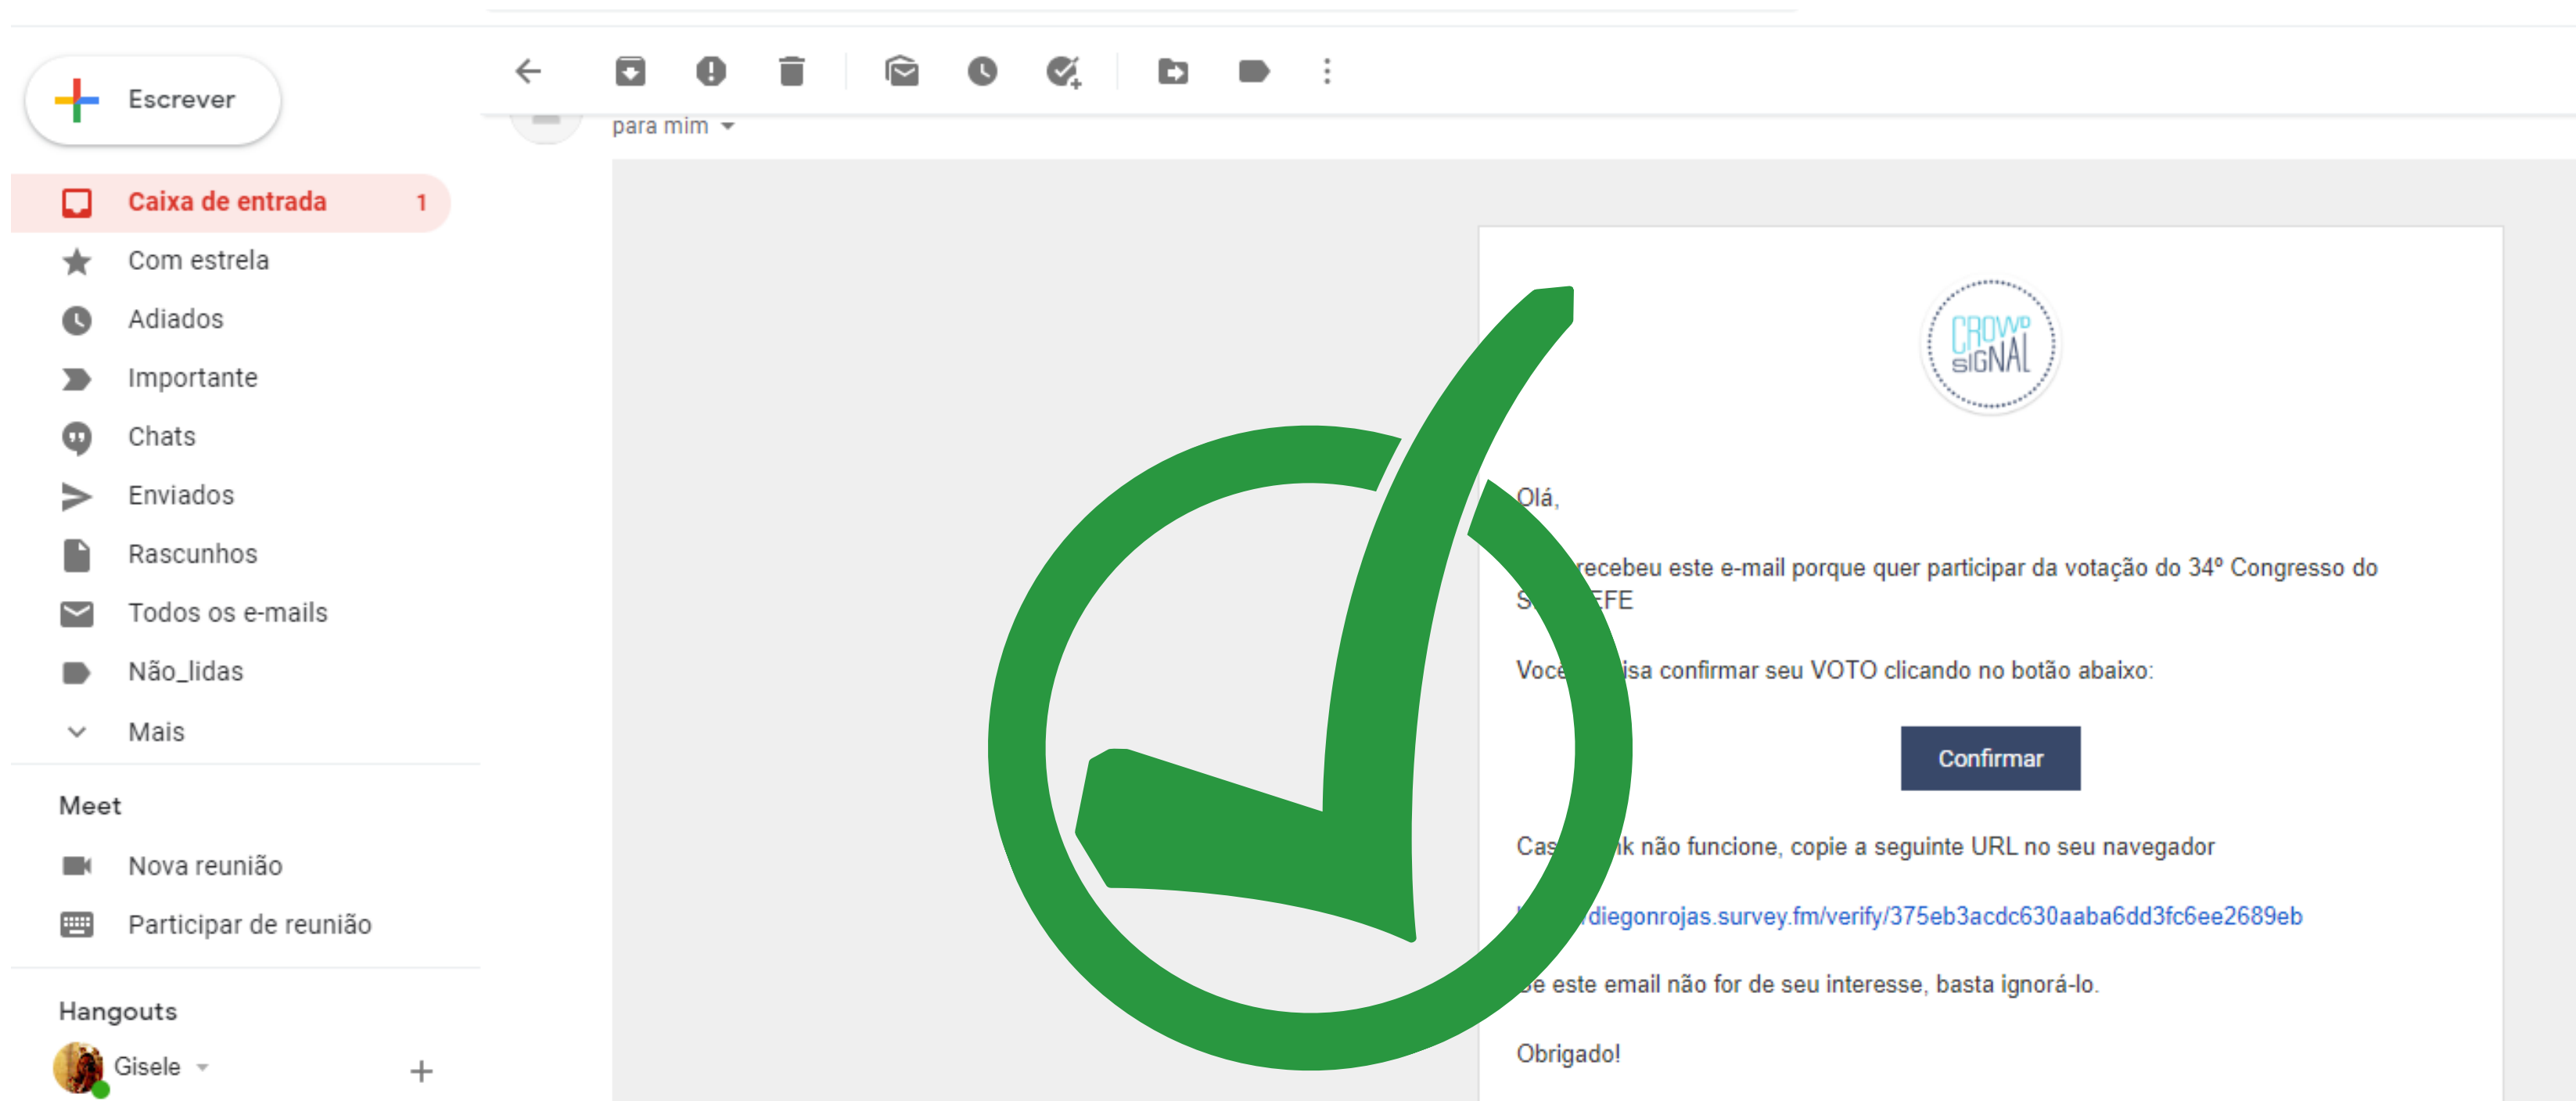 Escrever
para mim
Caixa de entrada 1
Com estrela
Adiados
Importante
Chats
Enviados
Rascunhos
Todos os e-mails
Não_lidas
Mais
Meet
Nova reunião
Participar de reunião
Hangouts
Gisele
CROWD
SIGNAL
Olá,
recebeu este e-mail porque quer participar da votação do 34º Congresso do
Você confirmar seu VOTO clicando no botão abaixo:
Confirmar
não funcione, copie a seguinte URL no seu navegador
diegonrojas.survey.fm/verify/375eb3acdc630aaba6dd3fc6ee2689eb
Se este email não for de seu interesse, basta ignorá-lo.
Obrigado!